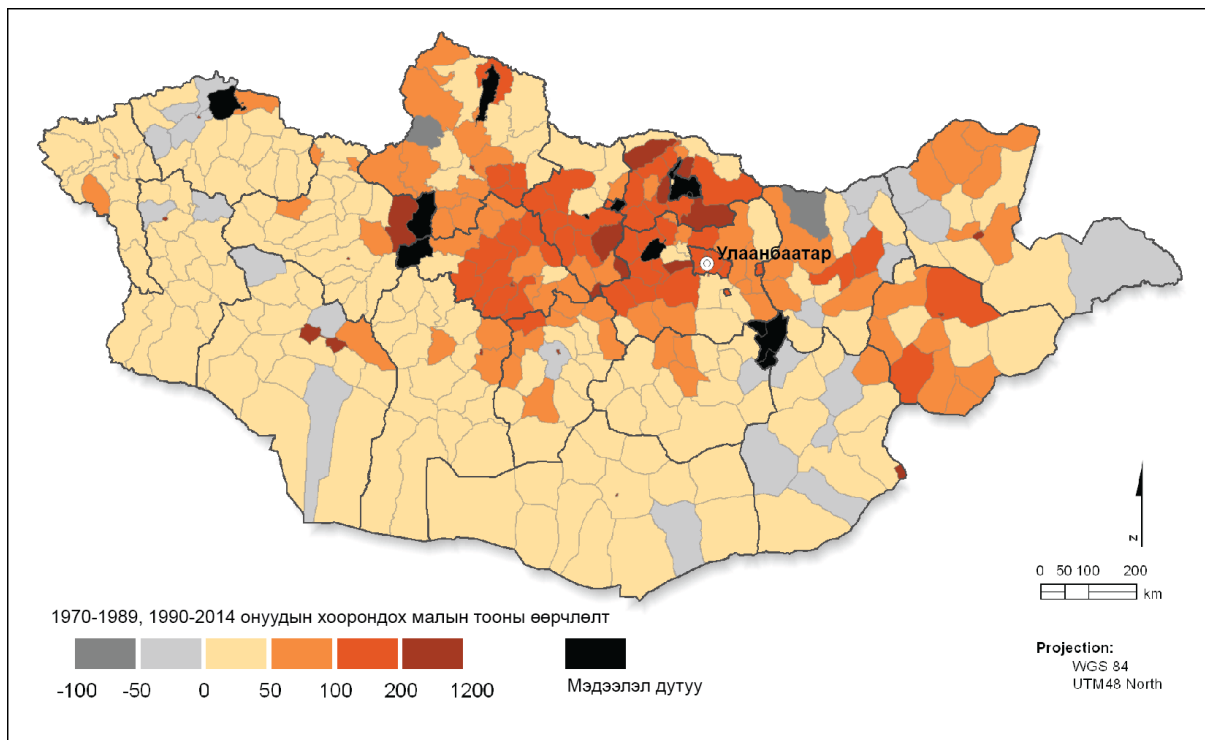 Улаанбаатар
N
0 50 100 200
km
1970-1989, 1990-2014 онуудын хоорондох малын тооны өөрчлөлт
-100 -50 0 50 100 200 1200
Мэдээлэл дутуу
Projection:
WGS 84
UTM48 North